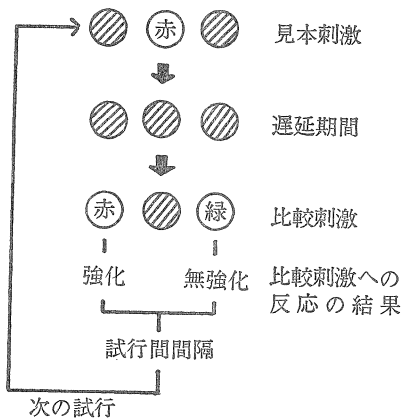 赤
見本刺激
遅延期間
赤
緑
比較刺激
強化
無強化
比較刺激への
反応の結果
試行間間隔
次の試行